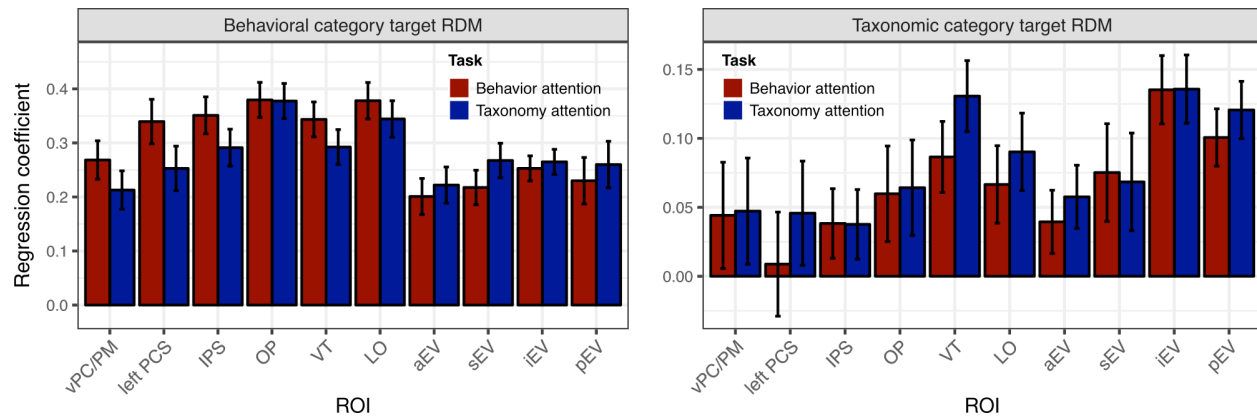 Behavioral category target RDM
Regression coefficient
0.4
0.3
0.2
0.1
0.0
Task
Behavior attention
Taxonomy attention
vPC/PM
left PCS
IPS
OP
VT
LO
aEV
sEV
iEV
pEV
ROI
Taxonomic category target RDM
0.15
0.10
0.05
0.00
Task
Behavior attention
Taxonomy attention
vPC/PM
left PCS
IPS
OP
VT
LO
aEV
sEV
iEV
pEV
ROI